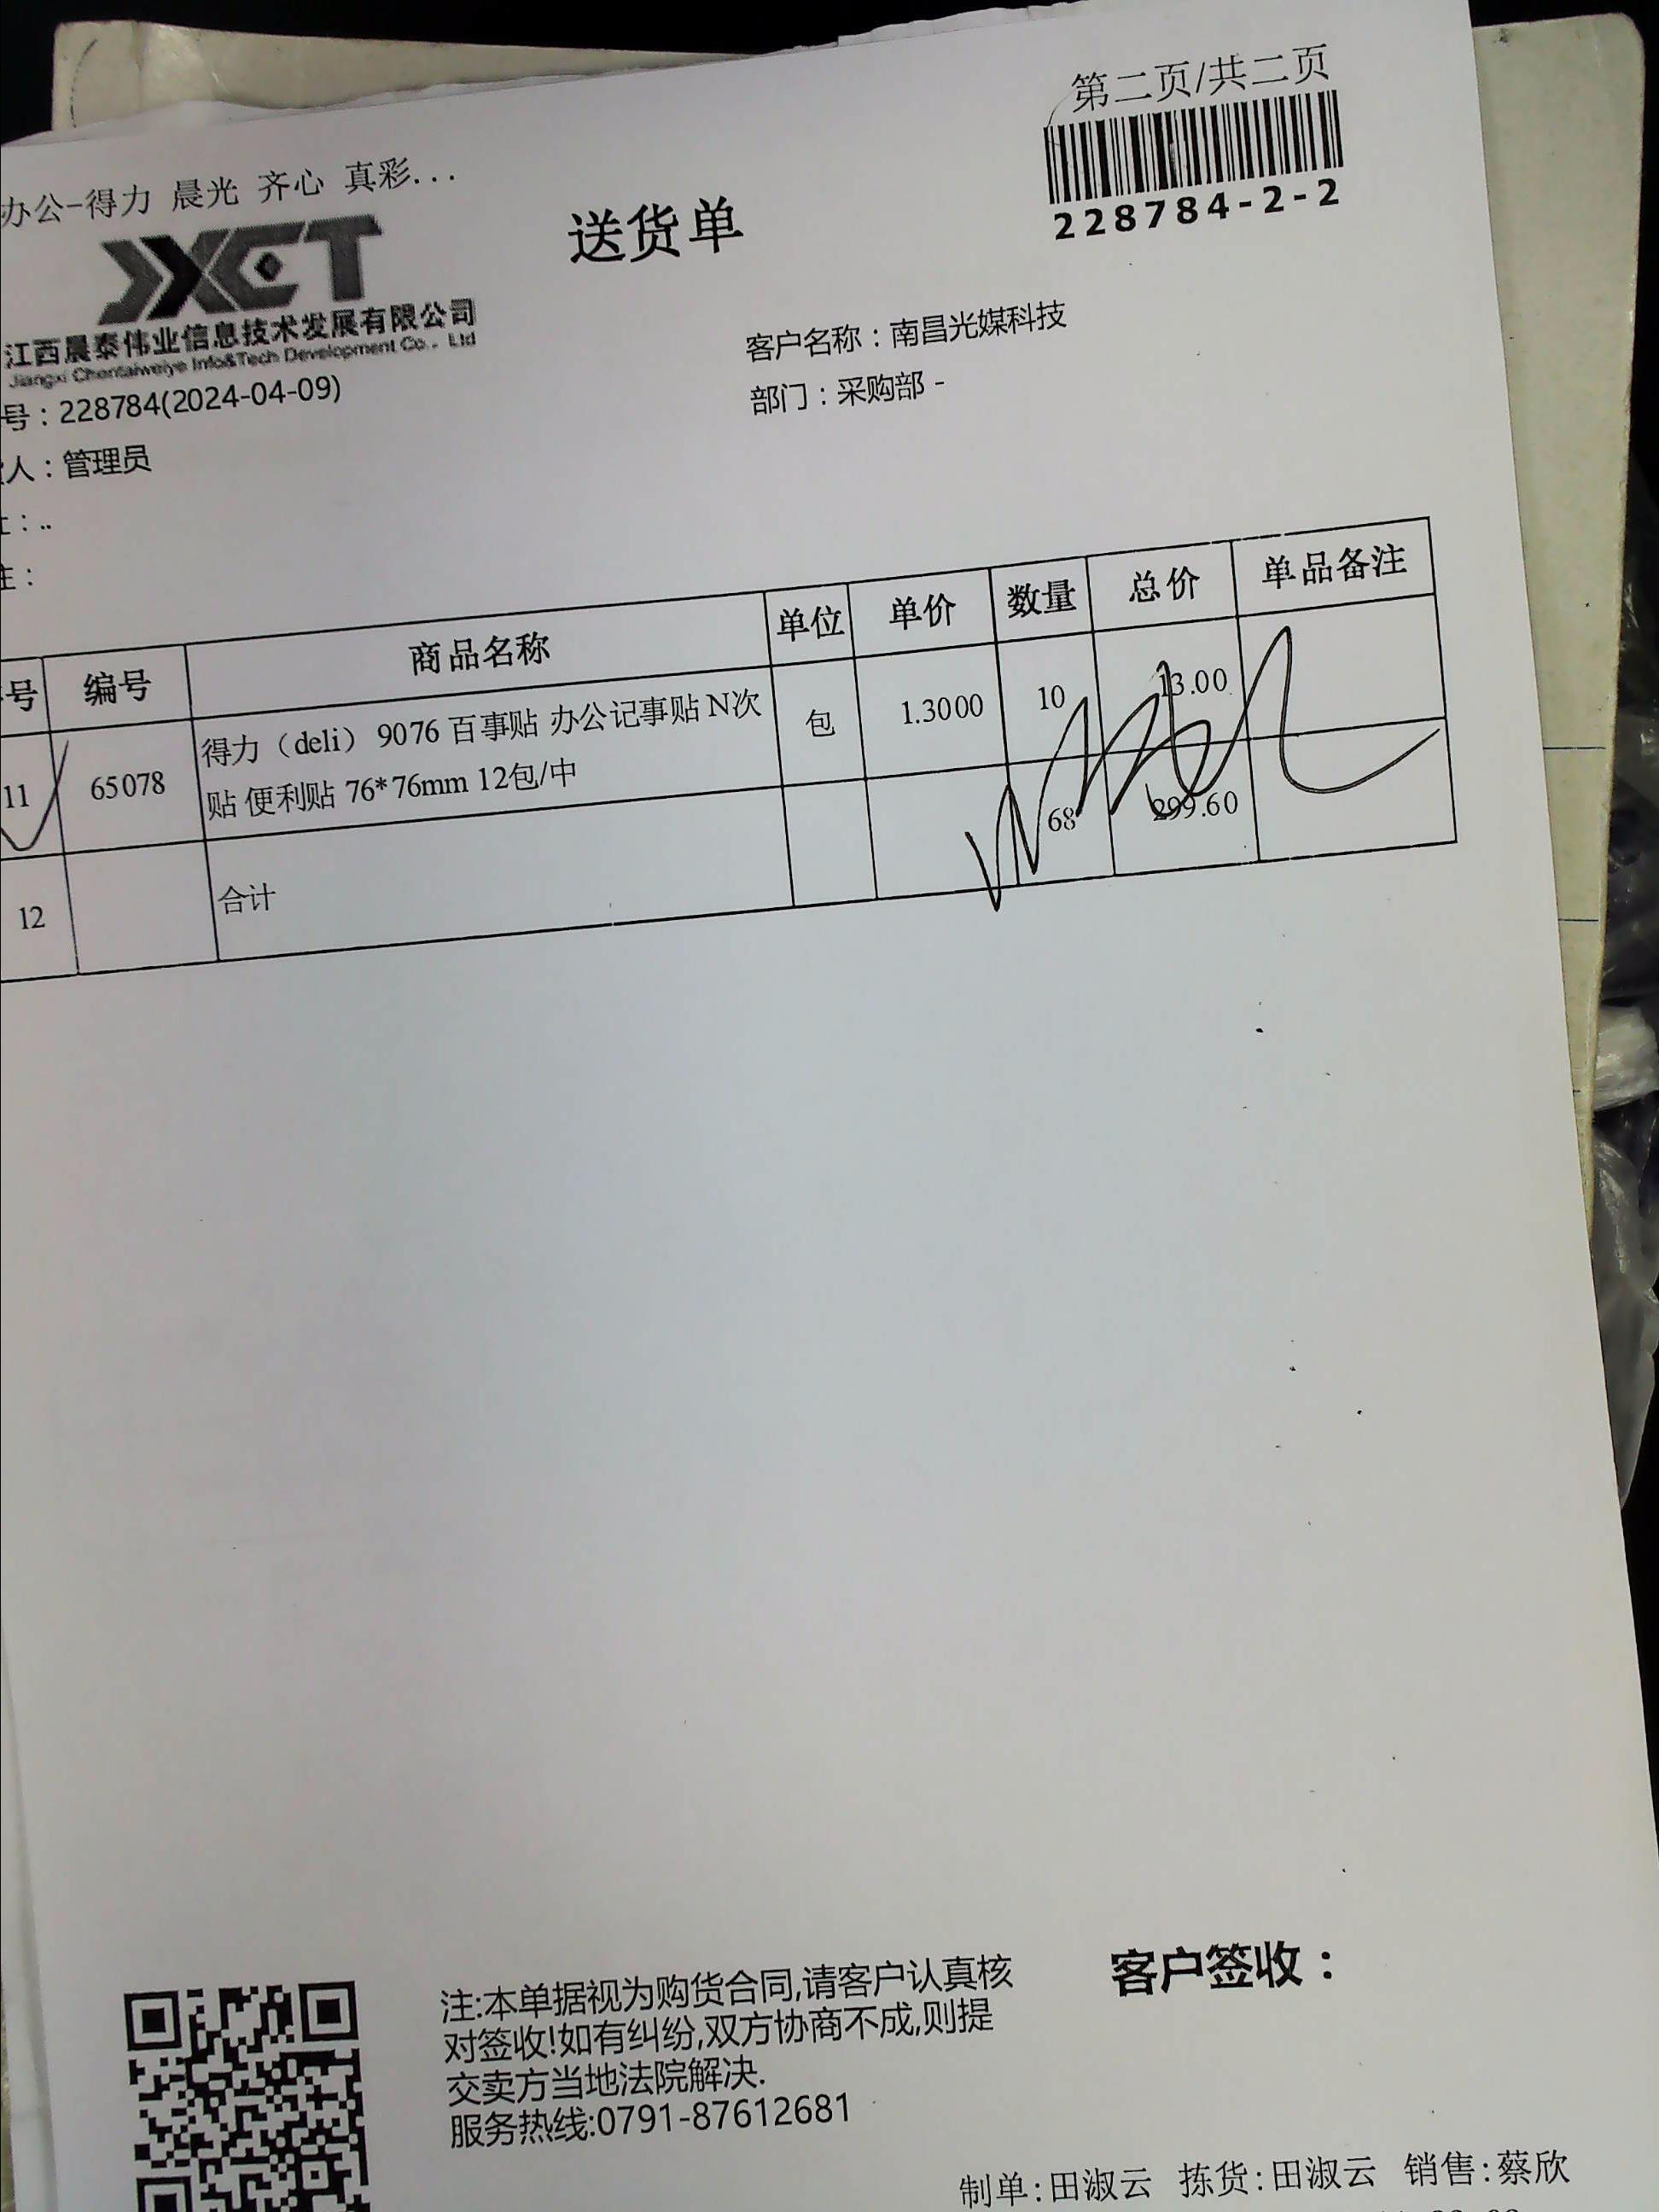 第二页/共二页
办公-得力 晨光 齐心 真彩...
228784-2-2
送货单
JXCT
江西晨泰伟业信息技术发展有限公司
Jiangxi Chentaiweiye Info&Tech Development Co., Ltd
客户名称：南昌光媒科技
号：228784(2024-04-09)
部门：采购部 -
人：管理员
：..
注：
号 编号 商品名称 单位 单价 数量 总价 单品备注
11 65078 得力（deli） 9076 百事贴 办公记事贴 N次 包 1.3000 10 13.00
贴 便利贴 76*76mm 12包/中
12 合计 68 299.60
注:本单据视为购货合同,请客户认真核
对签收!如有纠纷,双方协商不成,则提
交卖方当地法院解决.
服务热线:0791-87612681
客户签收：
制单:田淑云 拣货:田淑云 销售:蔡欣